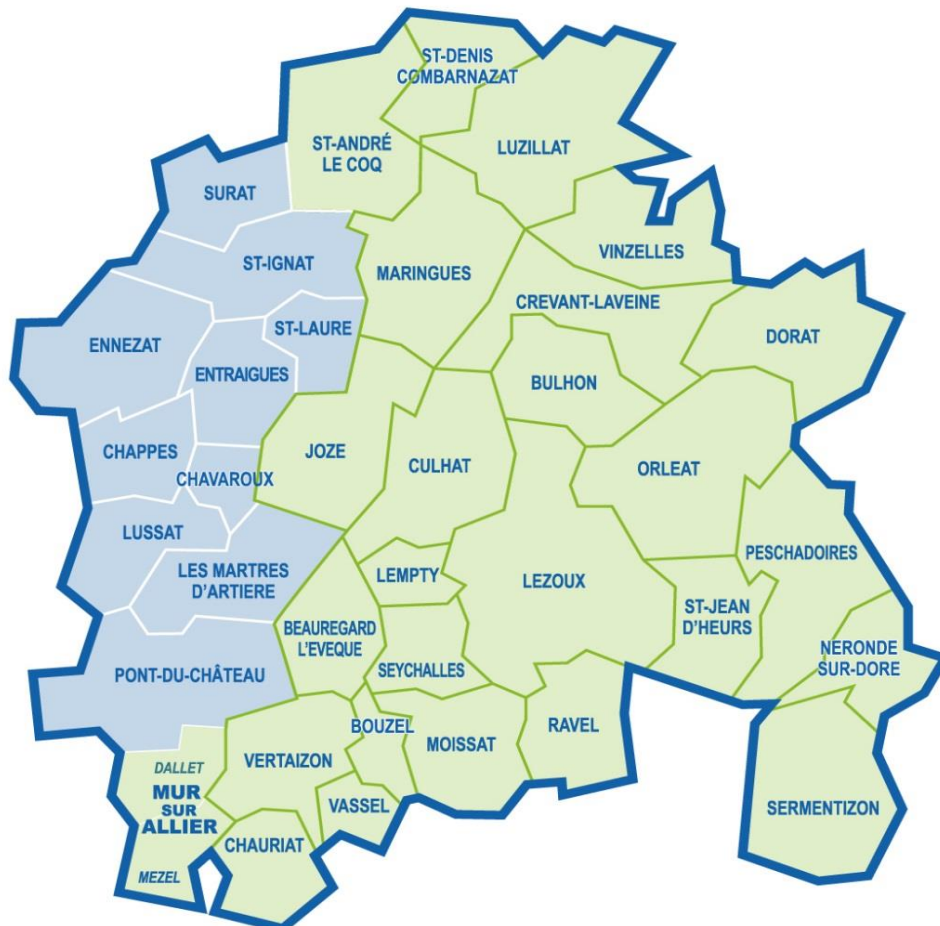 ST-DENIS
COMBARNAZAT
ST-ANDRÉ
LE COQ
LUZILLAT
SURAT
ST-IGNAT
MARINGUES
VINZELLES
CREVANT-LAVEINE
ST-LAURE
DORAT
ENNEZAT
ENTRAIGUES
BULHON
CHAPPES
CHAVAROUX
JOZE
CULHAT
ORLEAT
LUSSAT
LES MARTRES
D'ARTIERE
LEMPTY
LEZOUX
PESCHADOIRES
ST-JEAN
D'HEURS
BEAUREGARD
L'EVEQUE
SEYCHALLES
NERONDE
SUR-DORE
PONT-DU-CHÂTEAU
BOUZEL
RAVEL
MOISSAT
VERTAIZON
DALLET
MUR
SUR
ALLIER
VASSEL
SERMENTIZON
CHAURIAT
MEZEL